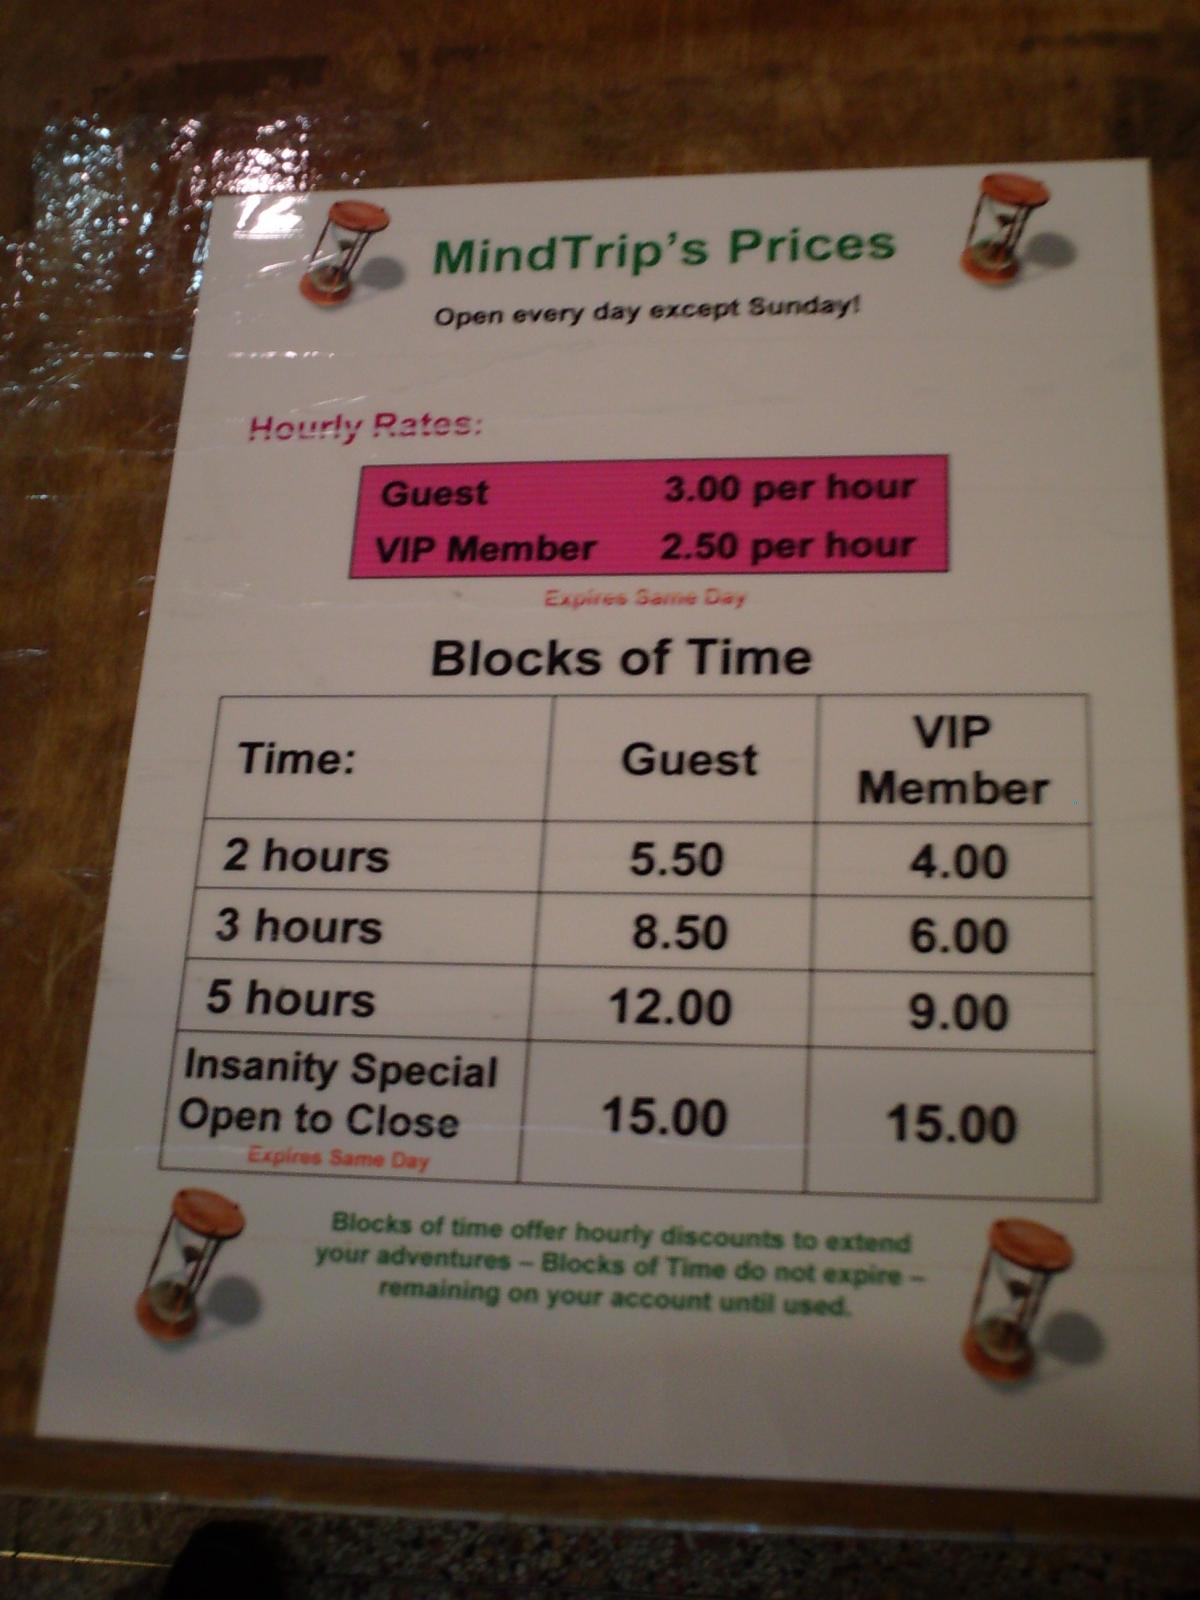 MindTrip's Prices
Open every day except Sunday!
Hourly Rates:
Guest 3.00 per hour
VIP Member 2.50 per hour
Expires Same Day
Blocks of Time
Time: Guest VIP Member
2 hours 5.50 4.00
3 hours 8.50 6.00
5 hours 12.00 9.00
Insanity Special
Open to Close 15.00 15.00
Expires Same Day
Blocks of time offer hourly discounts to extend
your adventures – Blocks of Time do not expire –
remaining on your account until used.